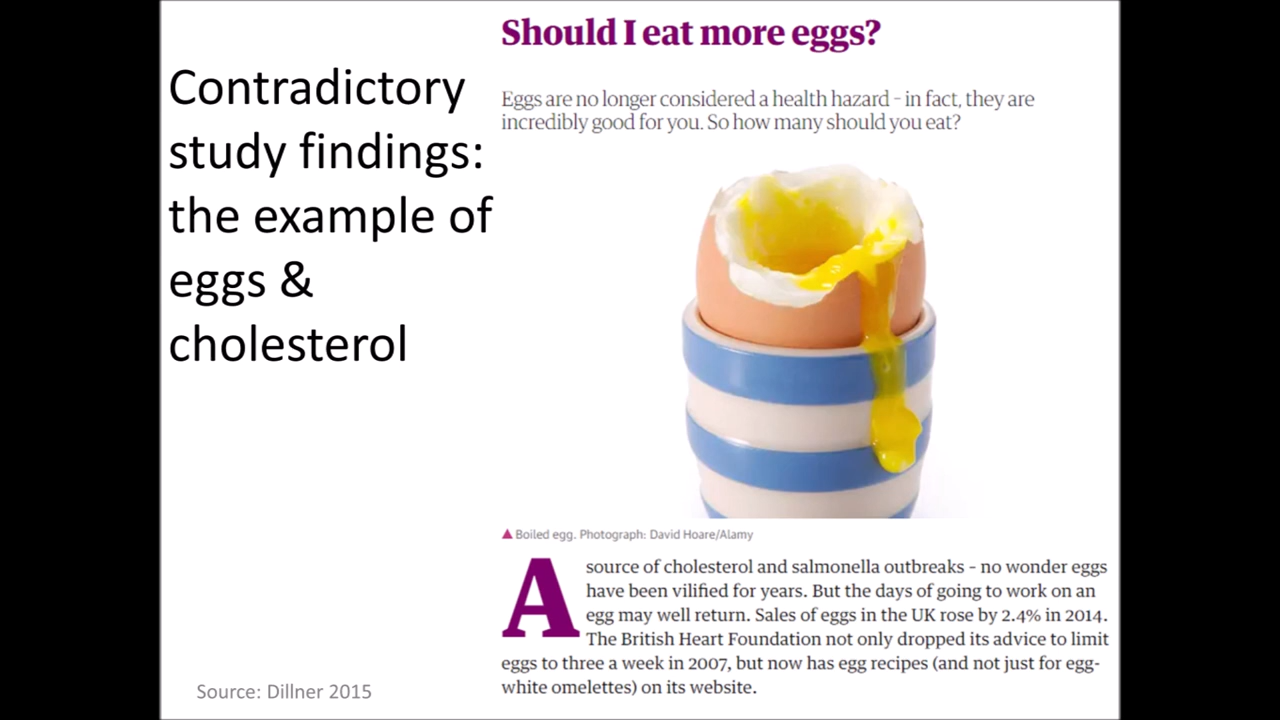 Contradictory
study findings:
the example of
eggs &
cholesterol
Source: Dillner 2015
Should I eat more eggs?
Eggs are no longer considered a health hazard – in fact, they are
incredibly good for you. So how many should you eat?
Boiled egg. Photograph: David Hoare/Alamy
A source of cholesterol and salmonella outbreaks – no wonder eggs
have been vilified for years. But the days of going to work on an
egg may well return. Sales of eggs in the UK rose by 2.4% in 2014.
The British Heart Foundation not only dropped its advice to limit
eggs to three a week in 2007, but now has egg recipes (and not just for egg-
white omelettes) on its website.